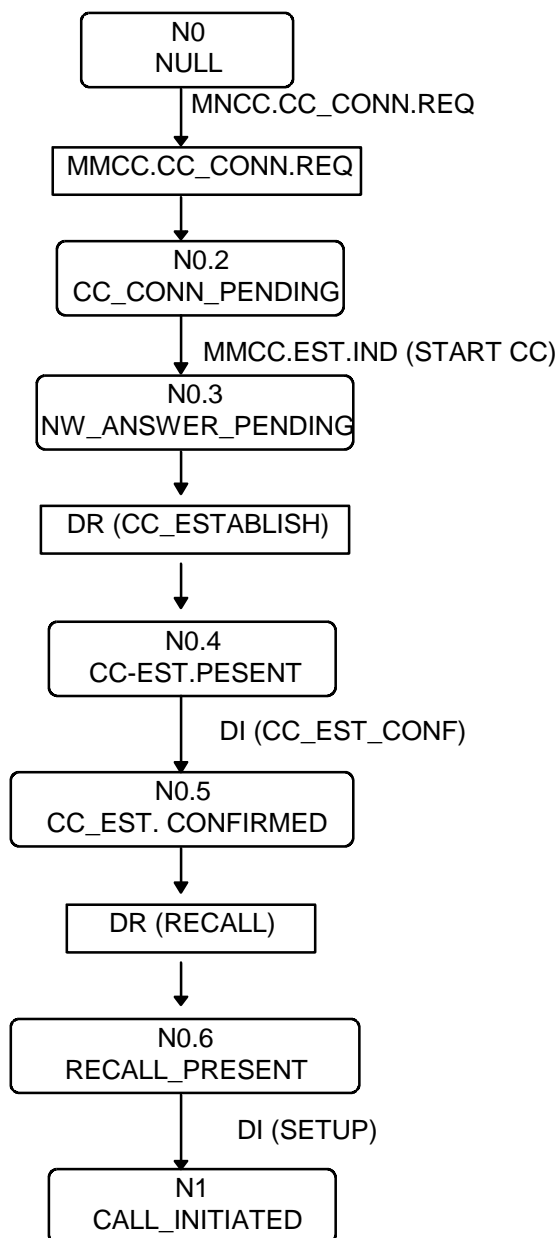 N0
NULL
MNCC.CC_CONN.REQ
MMCC.CC_CONN.REQ
N0.2
CC_CONN_PENDING
MMCC.EST.IND (START CC)
N0.3
NW_ANSWER_PENDING
DR (CC_ESTABLISH)
N0.4
CC-EST.PESENT
DI (CC_EST_CONF)
N0.5
CC_EST. CONFIRMED
DR (RECALL)
N0.6
RECALL_PRESENT
DI (SETUP)
N1
CALL_INITIATED